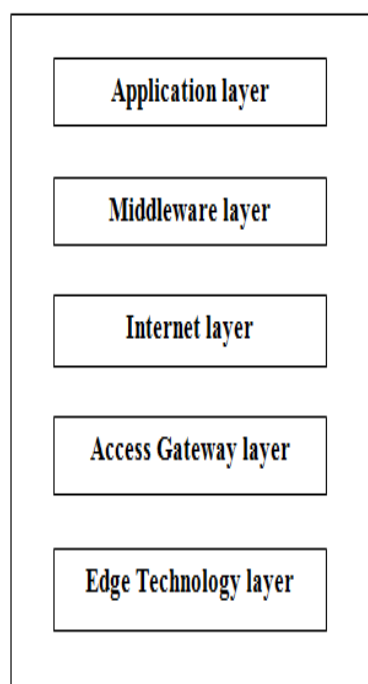 Application layer
Middleware layer
Internet layer
Access Gateway layer
Edge Technology layer